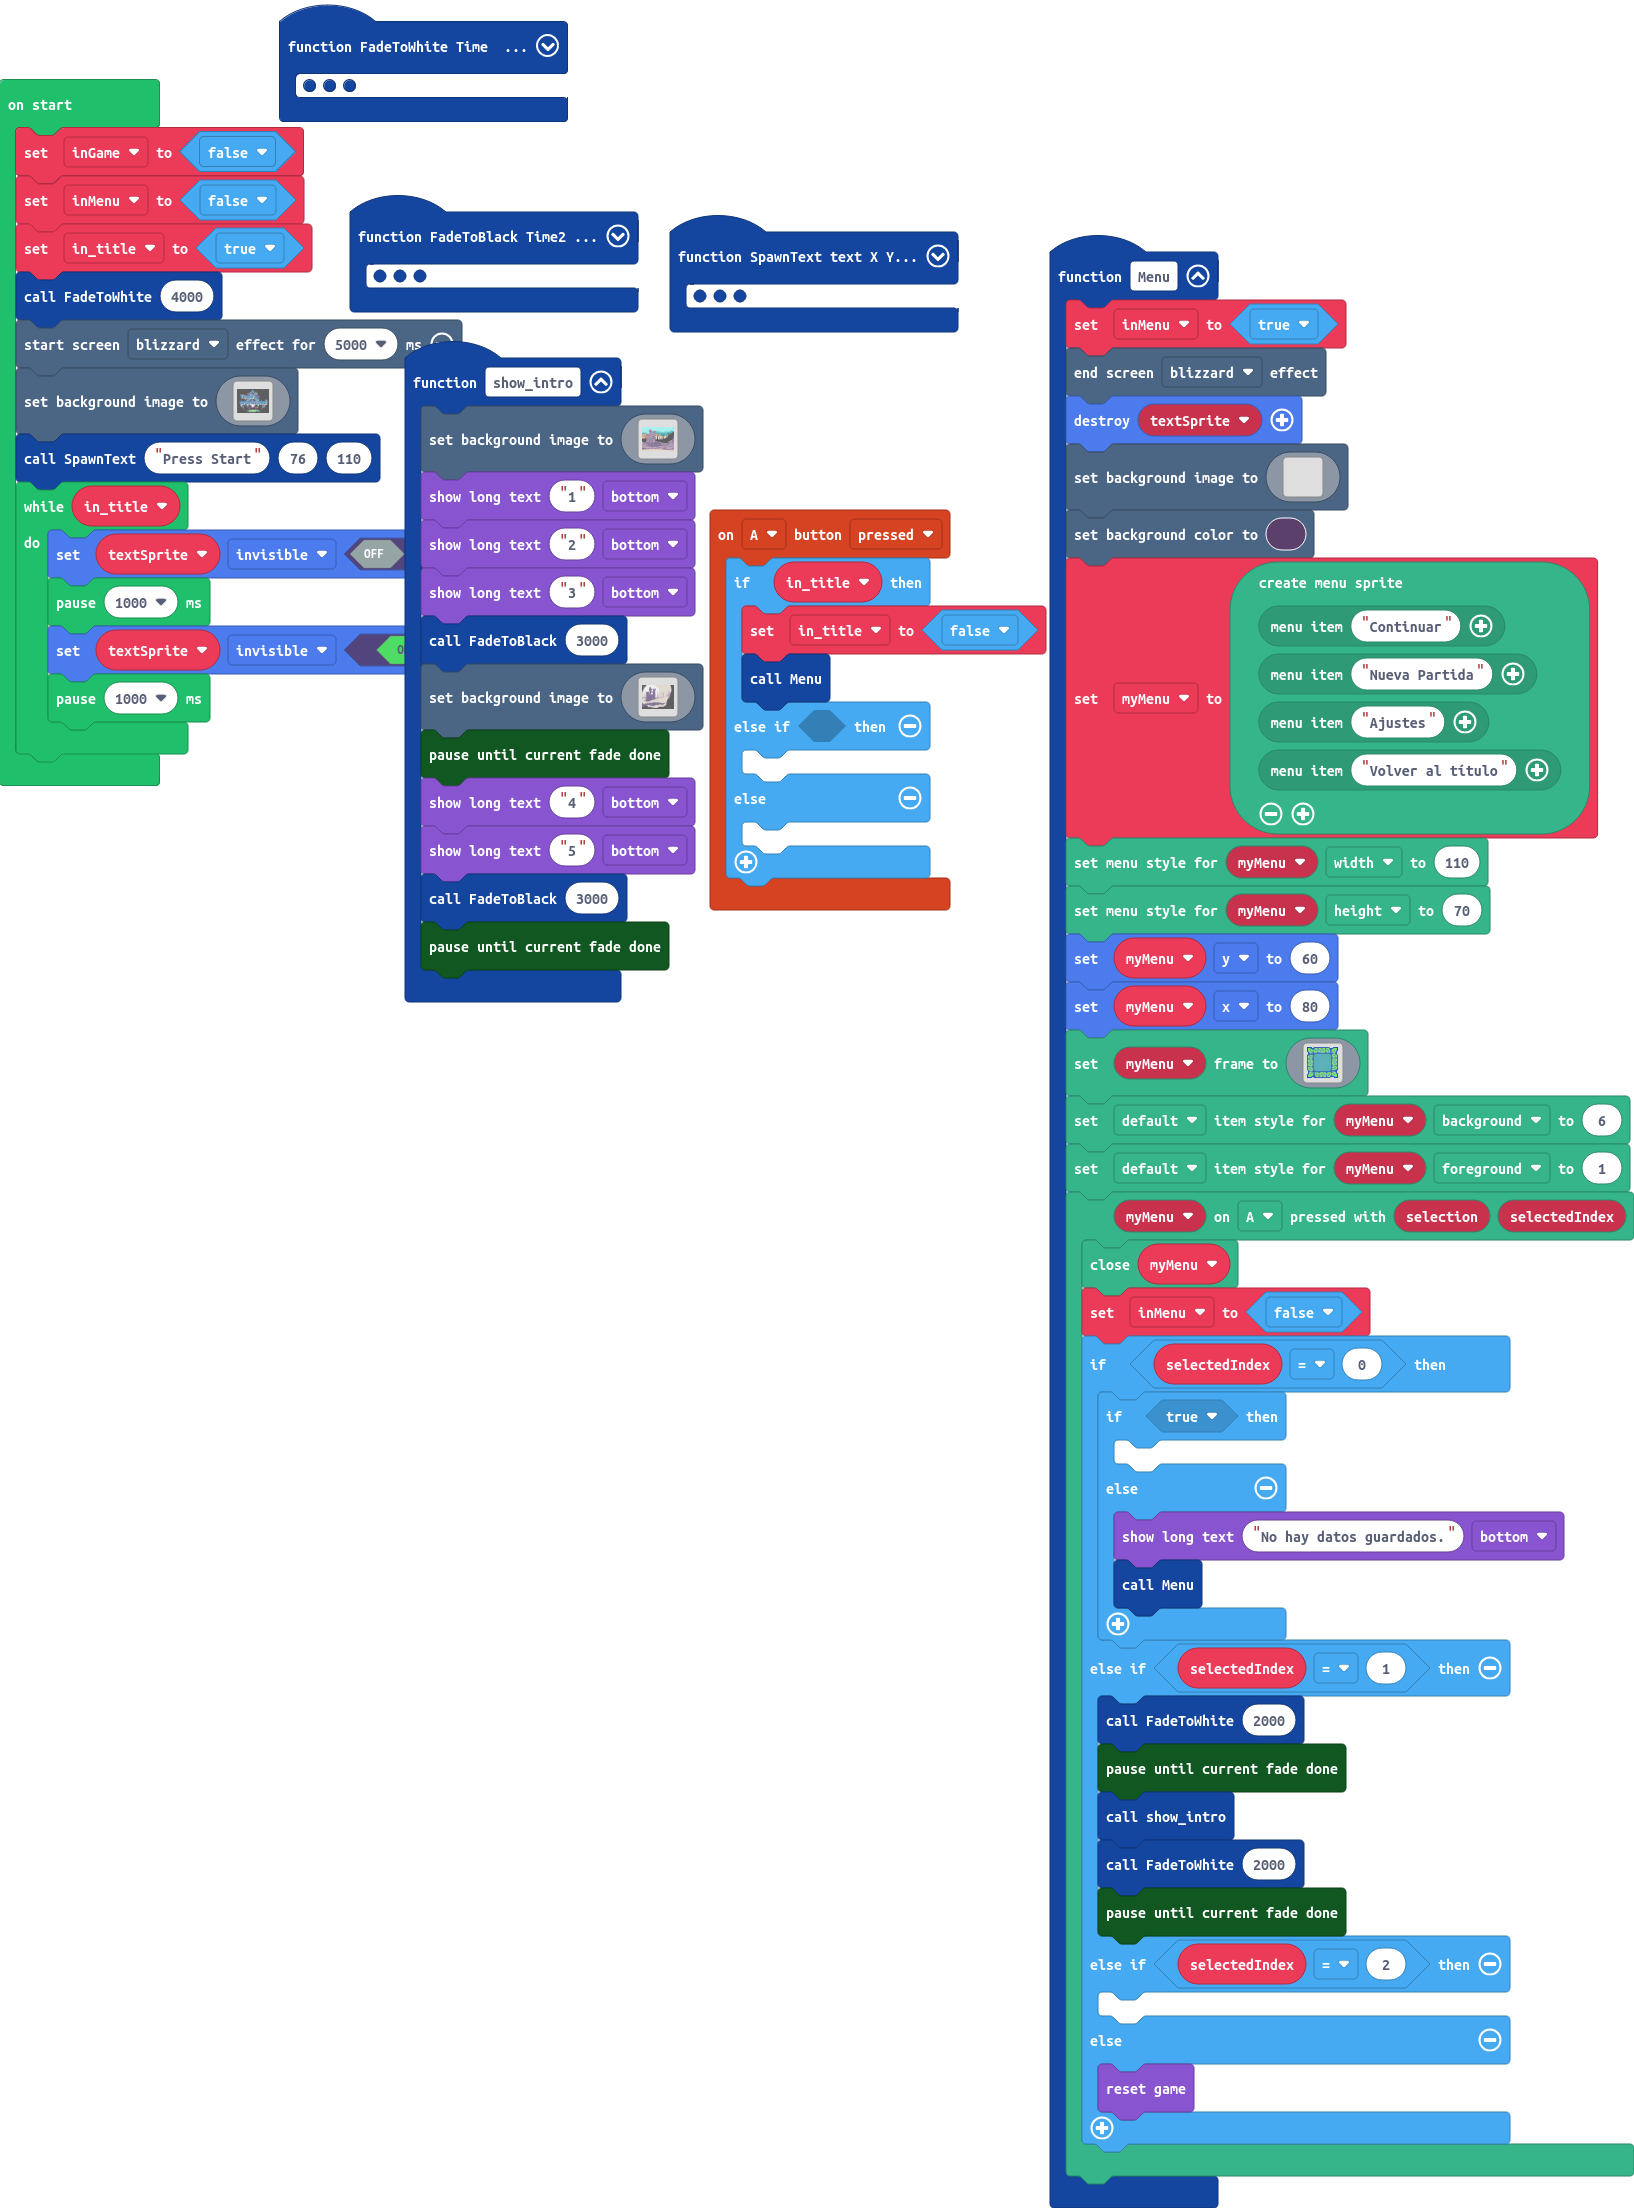 function FadeToWhite Time ...
on start
set inGame to false
set inMenu to false
set in_title to true
call FadeToWhite 4000
start screen blizzard effect for 5000 ms
set background image to
call SpawnText "Press Start" 76 110
while in_title
do
set textSprite invisible OFF
pause 1000 ms
set textSprite invisible
pause 1000 ms
function FadeToBlack Time2 ...
function SpawnText text X Y...
function show_intro
set background image to
show long text "1" bottom
show long text "2" bottom
show long text "3" bottom
call FadeToBlack 3000
set background image to
pause until current fade done
show long text "4" bottom
show long text "5" bottom
call FadeToBlack 3000
pause until current fade done
on A button pressed
if in_title then
set in_title to false
call Menu
else if then
else
function Menu
set inMenu to true
end screen blizzard effect
destroy textSprite
set background image to
set background color to
set myMenu to
create menu sprite
menu item "Continuar"
menu item "Nueva Partida"
menu item "Ajustes"
menu item "Volver al título"
set menu style for myMenu width to 110
set menu style for myMenu height to 70
set myMenu y to 60
set myMenu x to 80
set myMenu frame to
set default item style for myMenu background to 6
set default item style for myMenu foreground to 1
myMenu on A pressed with selection selectedIndex
close myMenu
set inMenu to false
if selectedIndex = 0 then
if true then
else
show long text "No hay datos guardados." bottom
call Menu
else if selectedIndex = 1 then
call FadeToWhite 2000
pause until current fade done
call show_intro
call FadeToWhite 2000
pause until current fade done
else if selectedIndex = 2 then
else
reset game